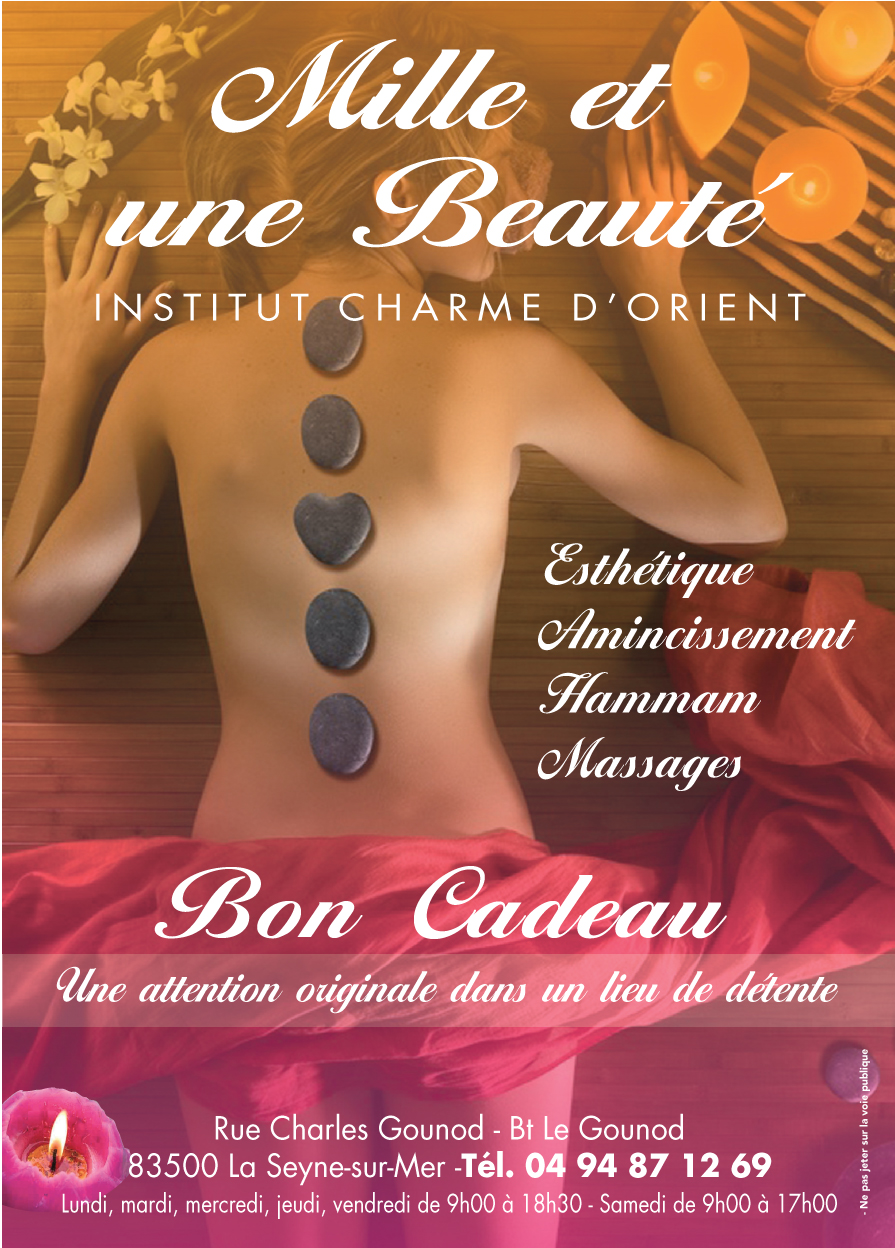 Mille et
une Beauté
INSTITUT CHARME D'ORIENT
Esthétique
Amincissement
Hammam
Massages
Bon Cadeau
Une attention originale dans un lieu de détente
Rue Charles Gounod - Bt Le Gounod
83500 La Seyne-sur-Mer -Tél. 04 94 87 12 69
Lundi, mardi, mercredi, jeudi, vendredi de 9h00 à 18h30 - Samedi de 9h00 à 17h00
- Ne pas jeter sur la voie publique